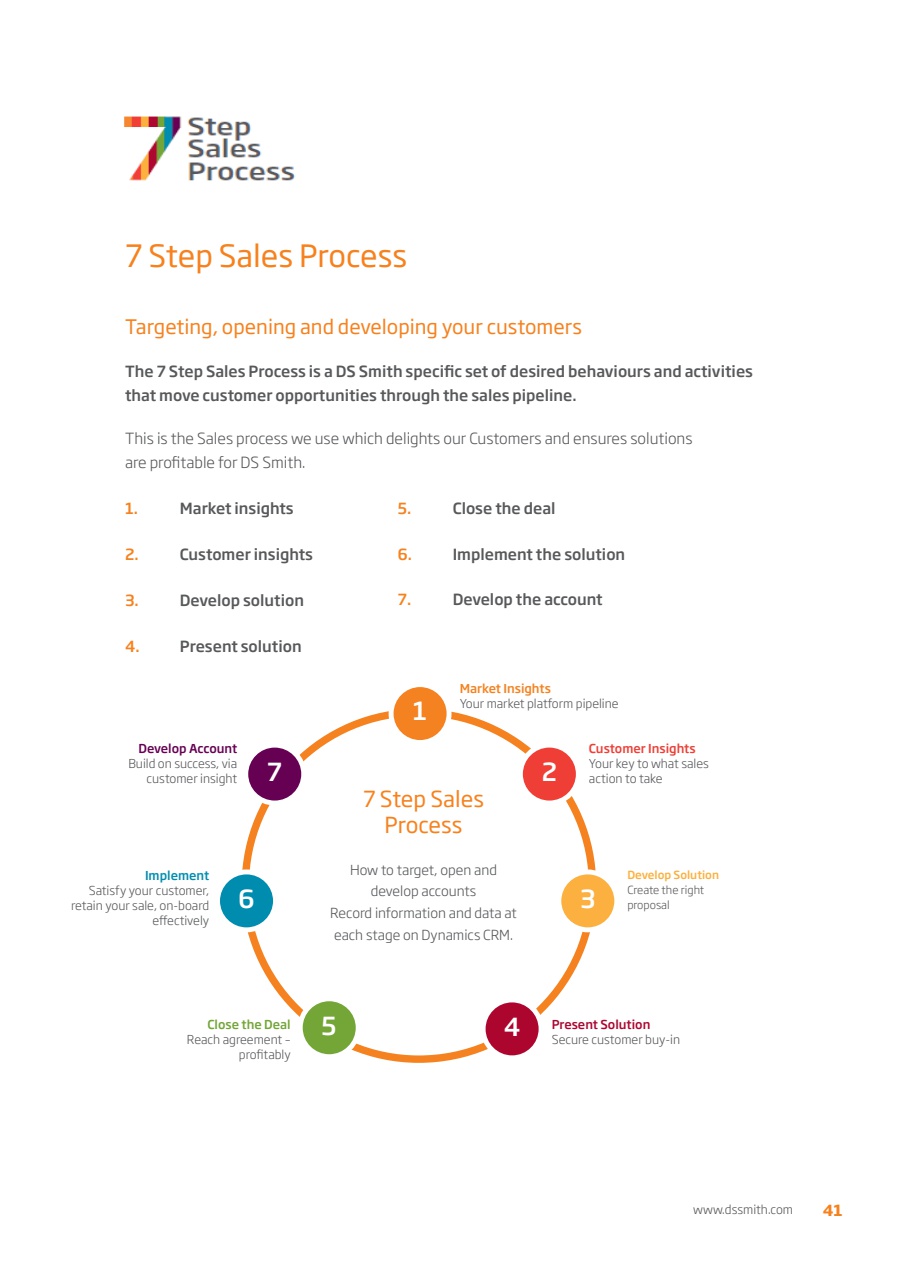 7 Step
Sales
Process
7 Step Sales Process
Targeting, opening and developing your customers
The 7 Step Sales Process is a DS Smith specific set of desired behaviours and activities
that move customer opportunities through the sales pipeline.
This is the Sales process we use which delights our Customers and ensures solutions
are profitable for DS Smith.
1. Market insights
2. Customer insights
3. Develop solution
4. Present solution
5. Close the deal
6. Implement the solution
7. Develop the account
1
Market Insights
Your market platform pipeline
2
Customer Insights
Your key to what sales
action to take
3
Develop Solution
Create the right
proposal
4
Present Solution
Secure customer buy-in
5
Close the Deal
Reach agreement –
profitably
6
Implement
Satisfy your customer,
retain your sale, on-board
effectively
7
Develop Account
Build on success, via
customer insight
7 Step Sales
Process
How to target, open and
develop accounts
Record information and data at
each stage on Dynamics CRM.
www.dssmith.com 41